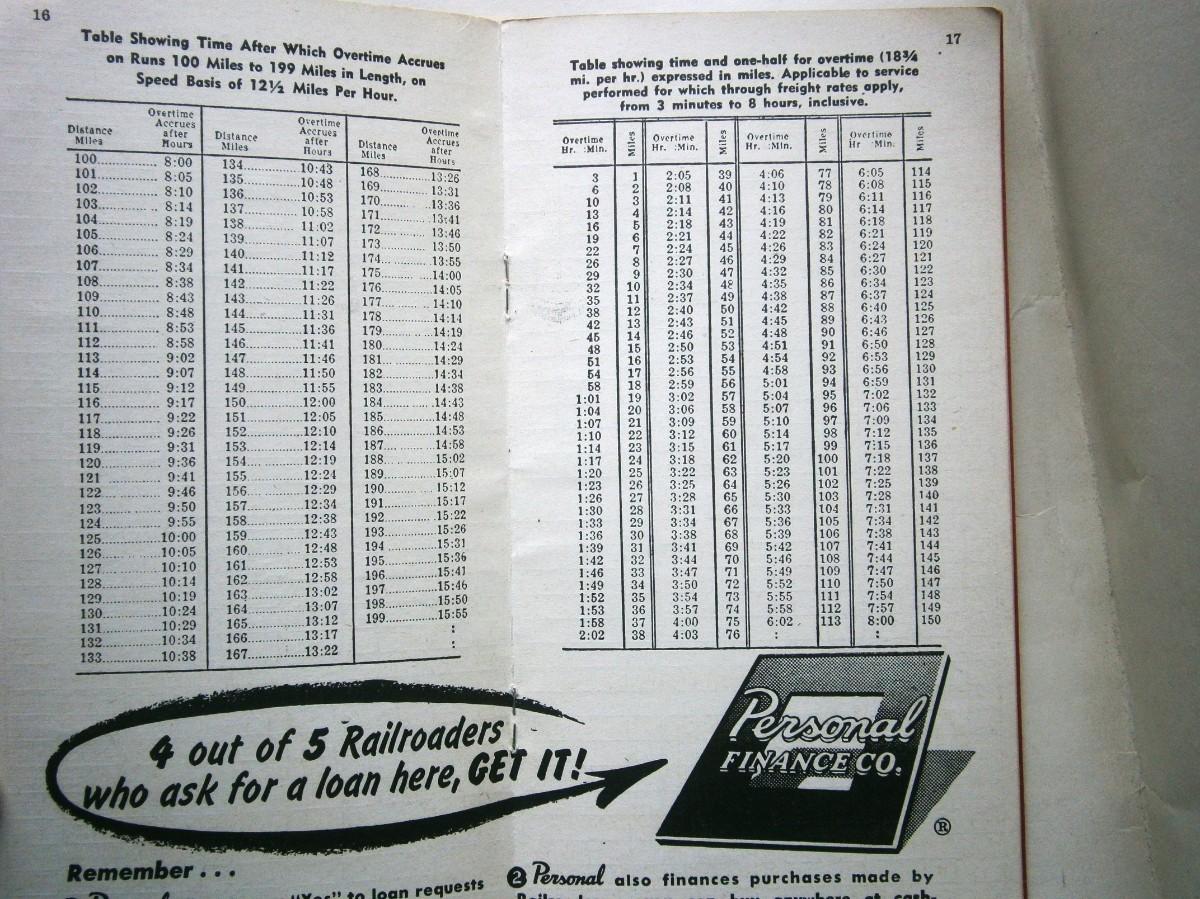 16
Table Showing Time After Which Overtime Accrues
on Runs 100 Miles to 199 Miles in Length, on
Speed Basis of 12½ Miles Per Hour.
Distance Miles Overtime Accrues after Hours Distance Miles Overtime Accrues after Hours Distance Miles Overtime Accrues after Hours
100 8:00 134 10:43 168 13:26
101 8:05 135 10:48 169 13:31
102 8:10 136 10:53 170 13:36
103 8:14 137 10:58 171 13:41
104 8:19 138 11:02 172 13:46
105 8:24 139 11:07 173 13:50
106 8:29 140 11:12 174 13:55
107 8:34 141 11:17 175 14:00
108 8:38 142 11:22 176 14:05
109 8:43 143 11:26 177 14:10
110 8:48 144 11:31 178 14:14
111 8:53 145 11:36 179 14:19
112 8:58 146 11:41 180 14:24
113 9:02 147 11:46 181 14:29
114 9:07 148 11:50 182 14:34
115 9:12 149 11:55 183 14:38
116 9:17 150 12:00 184 14:43
117 9:22 151 12:05 185 14:48
118 9:26 152 12:10 186 14:53
119 9:31 153 12:14 187 14:58
120 9:36 154 12:19 188 15:02
121 9:41 155 12:24 189 15:07
122 9:46 156 12:29 190 15:12
123 9:50 157 12:34 191 15:17
124 9:55 158 12:38 192 15:22
125 10:00 159 12:43 193 15:26
126 10:05 160 12:48 194 15:31
127 10:10 161 12:53 195 15:36
128 10:14 162 12:58 196 15:41
129 10:19 163 13:02 197 15:46
130 10:24 164 13:07 198 15:50
131 10:29 165 13:12 199 15:55
132 10:34 166 13:17 :
133 10:38 167 13:22 :
17
Table showing time and one-half for overtime (18¾
mi. per hr.) expressed in miles. Applicable to service
performed for which through freight rates apply,
from 3 minutes to 8 hours, inclusive.
Overtime Hr. :Min. Miles Overtime Hr. :Min. Miles Overtime Hr. :Min. Miles Overtime Hr :Min. Miles
3 1 2:05 39 4:06 77 6:05 114
6 2 2:08 40 4:10 78 6:08 115
10 3 2:11 41 4:13 79 6:11 116
13 4 2:14 42 4:16 80 6:14 117
16 5 2:18 43 4:19 81 6:18 118
19 6 2:21 44 4:22 82 6:21 119
22 7 2:24 45 4:26 83 6:24 120
26 8 2:27 46 4:29 84 6:27 121
29 9 2:30 47 4:32 85 6:30 122
32 10 2:34 48 4:35 86 6:34 123
35 11 2:37 49 4:38 87 6:37 124
38 12 2:40 50 4:42 88 6:40 125
42 13 2:43 51 4:45 89 6:43 126
45 14 2:46 52 4:48 90 6:46 127
48 15 2:50 53 4:51 91 6:50 128
51 16 2:53 54 4:54 92 6:53 129
54 17 2:56 55 4:58 93 6:56 130
58 18 2:59 56 5:01 94 6:59 131
1:01 19 3:02 57 5:04 95 7:02 132
1:04 20 3:06 58 5:07 96 7:06 133
1:07 21 3:09 59 5:10 97 7:09 134
1:10 22 3:12 60 5:14 98 7:12 135
1:14 23 3:15 61 5:17 99 7:15 136
1:17 24 3:18 62 5:20 100 7:18 137
1:20 25 3:22 63 5:23 101 7:22 138
1:23 26 3:25 64 5:26 102 7:25 139
1:26 27 3:28 65 5:30 103 7:28 140
1:30 28 3:31 66 5:33 104 7:31 141
1:33 29 3:34 67 5:36 105 7:34 142
1:36 30 3:38 68 5:39 106 7:38 143
1:39 31 3:41 69 5:42 107 7:41 144
1:42 32 3:44 70 5:46 108 7:44 145
1:46 33 3:47 71 5:49 109 7:47 146
1:49 34 3:50 72 5:52 110 7:50 147
1:52 35 3:54 73 5:55 111 7:54 148
1:53 36 3:57 74 5:58 112 7:57 149
1:58 37 4:00 75 6:02 113 8:00 150
2:02 38 4:03 76 : :
4 out of 5 Railroaders
who ask for a loan here, GET IT!
Personal
FINANCE CO.
®
Remember...
"Yes" to loan requests
2 Personal also finances purchases made by